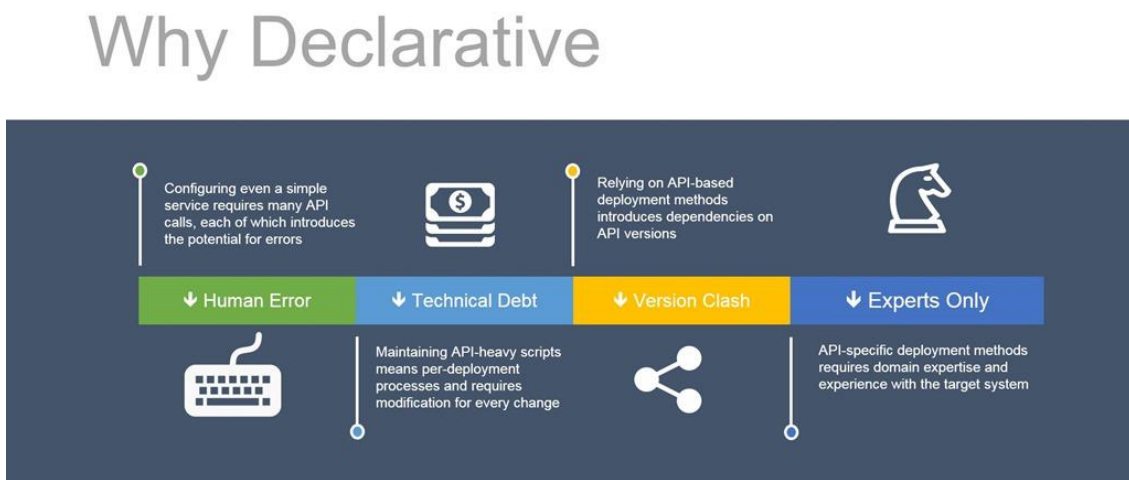 Why Declarative
Configuring even a simple
service requires many API
calls, each of which introduces
the potential for errors
Relying on API-based
deployment methods
introduces dependencies on
API versions
Human Error
Technical Debt
Version Clash
Experts Only
Maintaining API-heavy scripts
means per-deployment
processes and requires
modification for every change
API-specific deployment methods
requires domain expertise and
experience with the target system